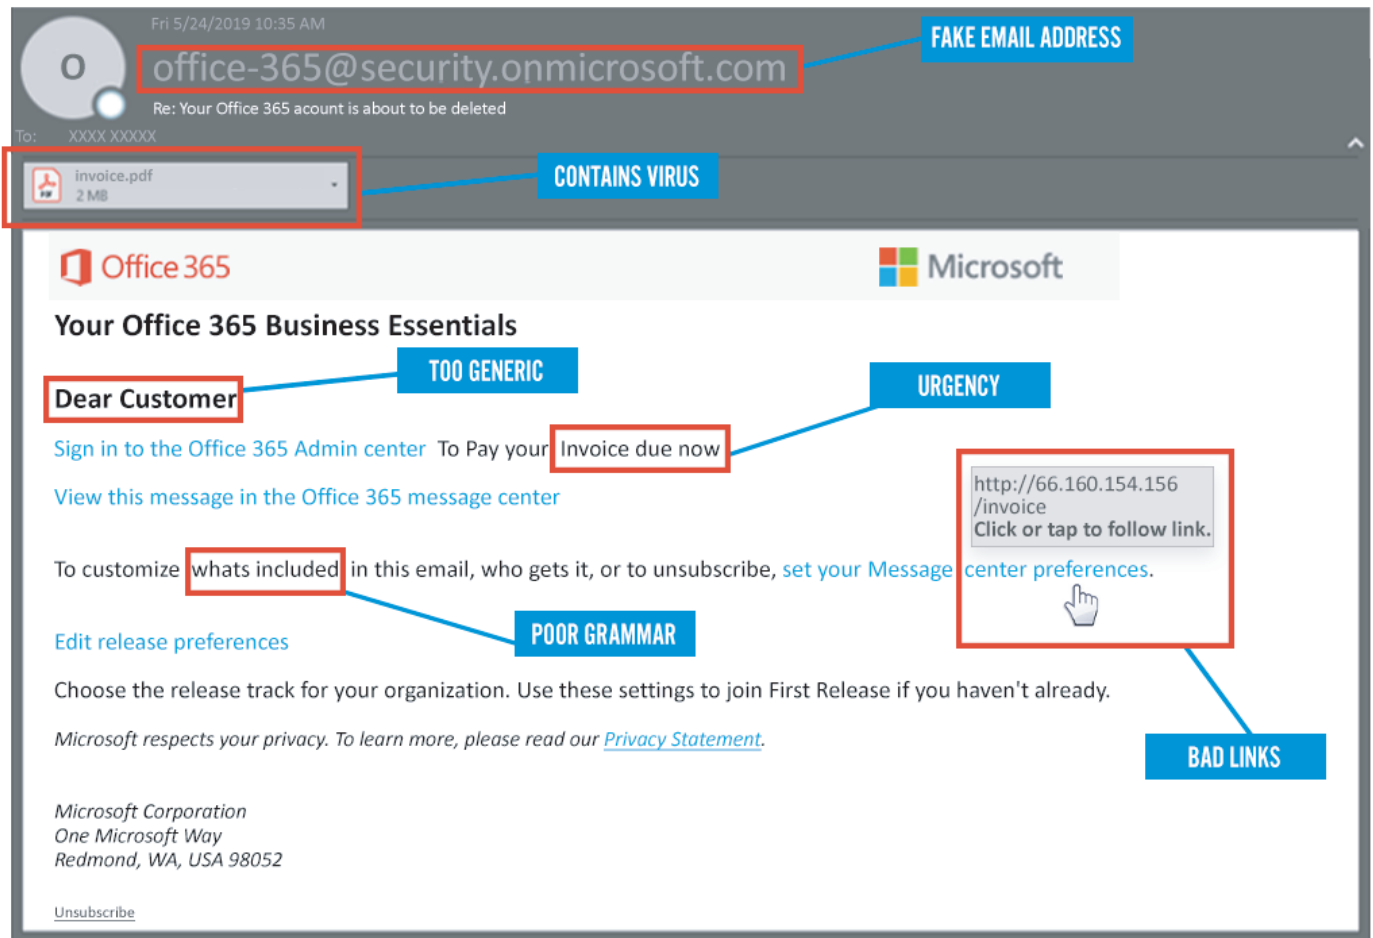 Fri 5/24/2019 10:35 AM
FAKE EMAIL ADDRESS
O
office-365@security.onmicrosoft.com
Re: Your Office 365 acount is about to be deleted
To: XXXX XXXXX
invoice.pdf
2 MB
PDF
CONTAINS VIRUS
Office 365
Microsoft
Your Office 365 Business Essentials
TOO GENERIC
URGENCY
Dear Customer
Sign in to the Office 365 Admin center To Pay your Invoice due now
View this message in the Office 365 message center
http://66.160.154.156
/invoice
Click or tap to follow link.
To customize whats included in this email, who gets it, or to unsubscribe, set your Message center preferences.
POOR GRAMMAR
Edit release preferences
Choose the release track for your organization. Use these settings to join First Release if you haven't already.
Microsoft respects your privacy. To learn more, please read our Privacy Statement.
BAD LINKS
Microsoft Corporation
One Microsoft Way
Redmond, WA, USA 98052
Unsubscribe